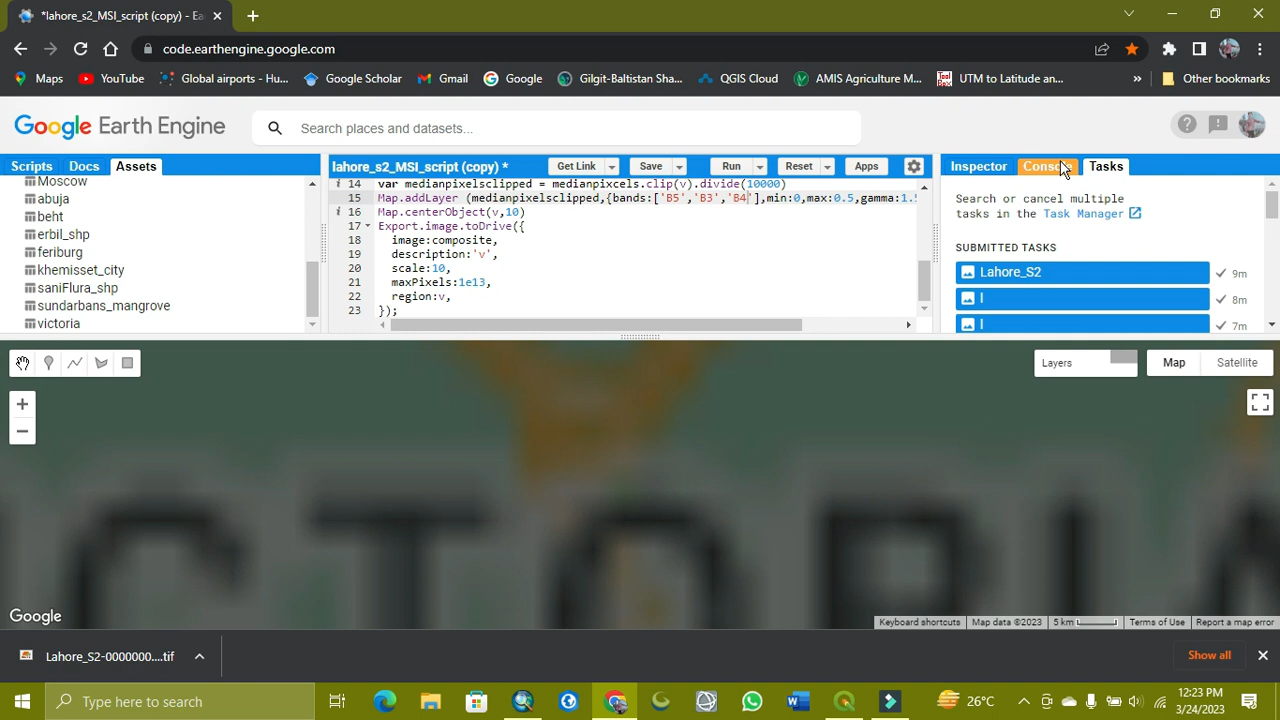 *lahore_s2_MSI_script (copy) - Ea
code.earthengine.google.com
Maps
YouTube
Global airports - Hu...
Google Scholar
Gmail
Google
Gilgit-Baltistan Sha...
QGIS Cloud
AMIS Agriculture M...
UTM to Latitude an...
»
Other bookmarks
Google Earth Engine
Search places and datasets...
Scripts
Docs
Assets
Moscow
abuja
beht
erbil_shp
feriburg
khemisset_city
saniFlura_shp
sundarbans_mangrove
victoria
lahore_s2_MSI_script (copy) *
Get Link
Save
Run
Reset
Apps
i 14 var medianpixelsclipped = medianpixcels.clip(v).divide(10000)
15 Map.addLayer (medianpixelsclipped,{bands:['B5','B3','B4'],min:0,max:0.5,gamma:1.5
i 16 Map.centerObject(v,10)
17 Export.image.toDrive({
18 image:composite,
19 description:'v',
20 scale:10,
21 maxPixels:1e13,
22 region:v,
23 });
Inspector
Console
Tasks
Search or cancel multiple
tasks in the Task Manager
SUBMITTED TASKS
Lahore_S2 9m
l 8m
l 7m
Layers
Map
Satellite
+
−
CTORIA
Google
Keyboard shortcuts
Map data ©2023
5 km
Terms of Use
Report a map error
Lahore_S2-0000000....tif
Show all
Type here to search
26°C
12:23 PM
3/24/2023